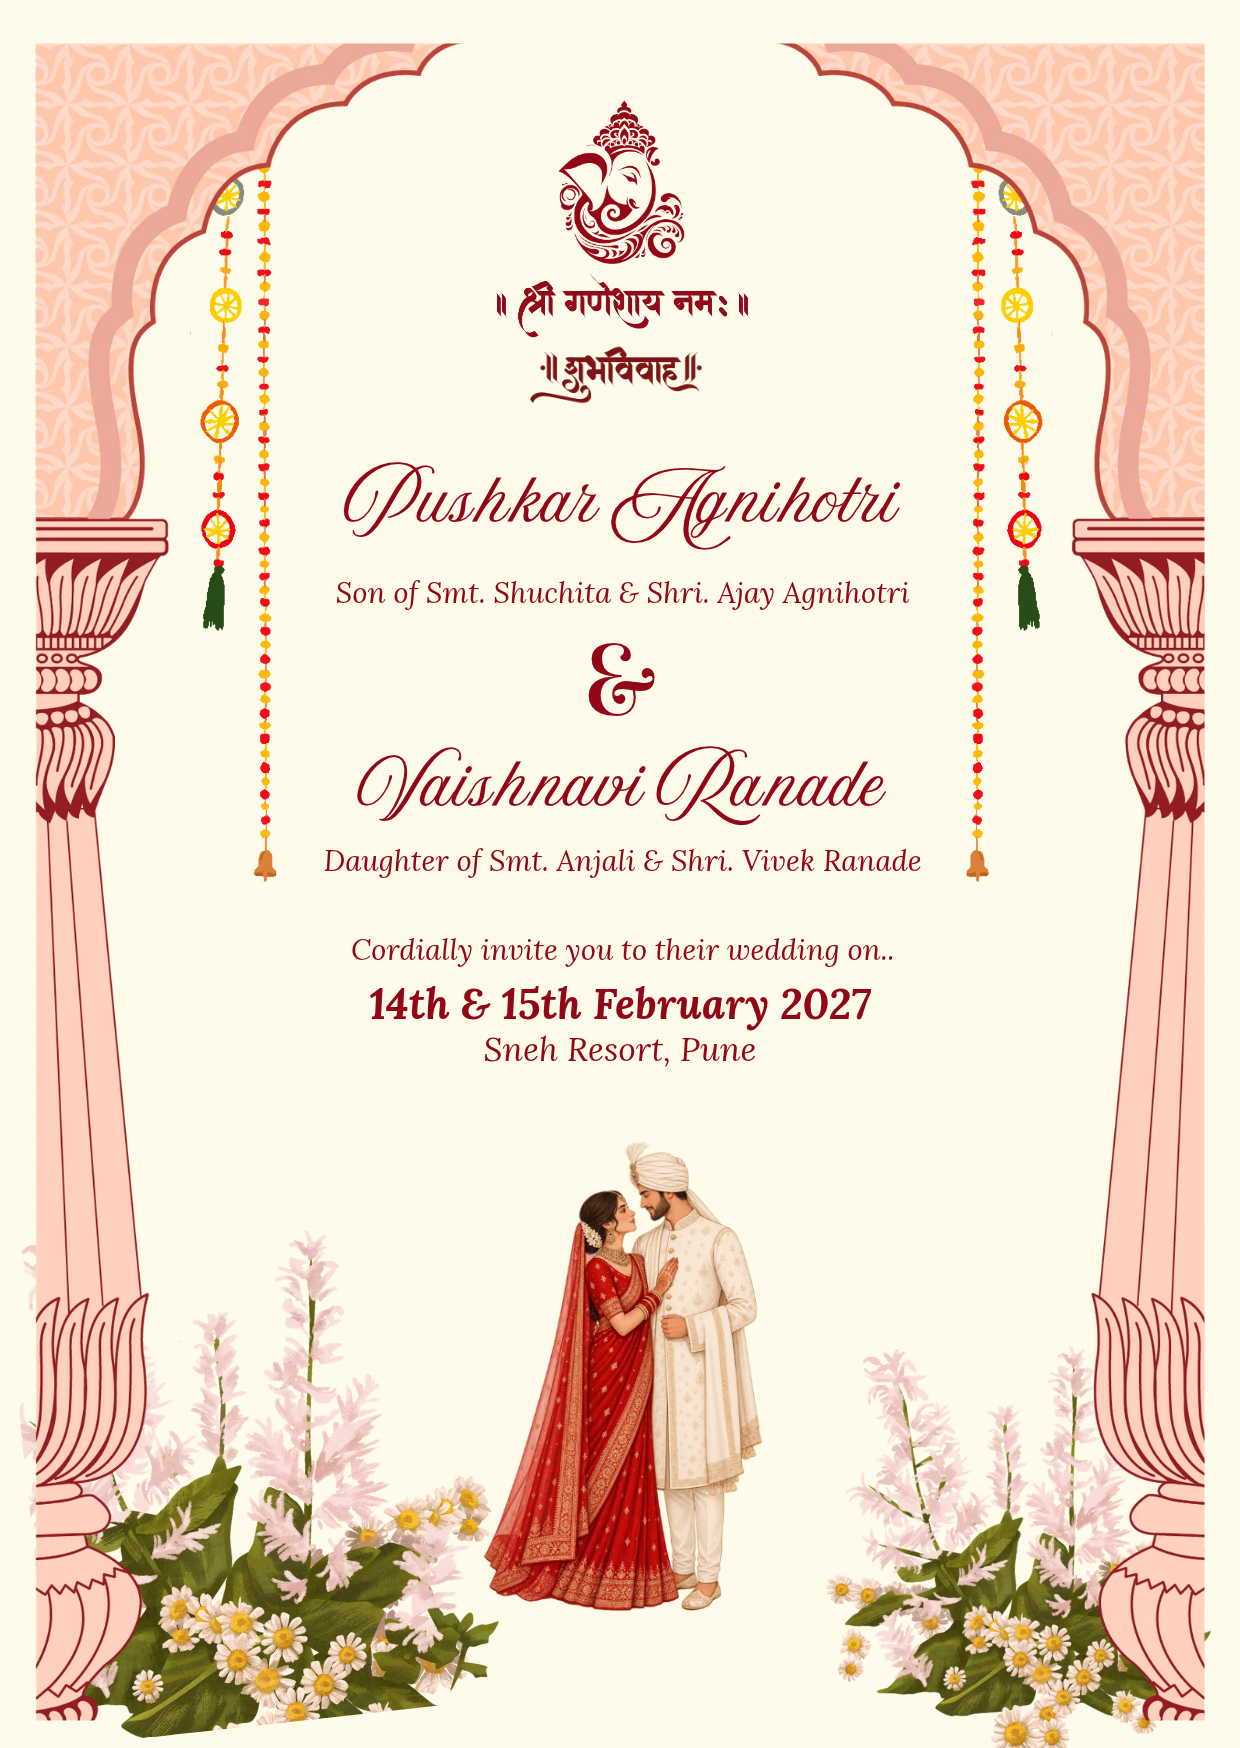 ॥ श्री गणेशाय नमः ॥
॥ शुभविवाह ॥
Pushkar Agnihotri
Son of Smt. Shuchita & Shri. Ajay Agnihotri
&
Vaishnavi Ranade
Daughter of Smt. Anjali & Shri. Vivek Ranade
Cordially invite you to their wedding on..
14th & 15th February 2027
Sneh Resort, Pune